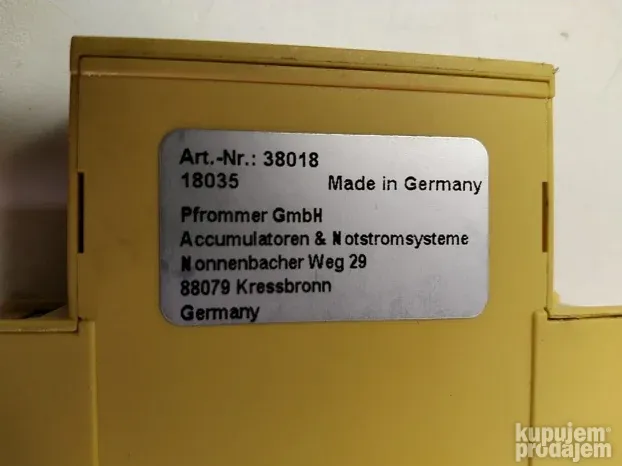 Art.-Nr.: 38018
18035 Made in Germany
Pfrommer GmbH
Accumulatoren & Notstromsysteme
Nonnenbacher Weg 29
88079 Kressbronn
Germany
kupujem
prodajem